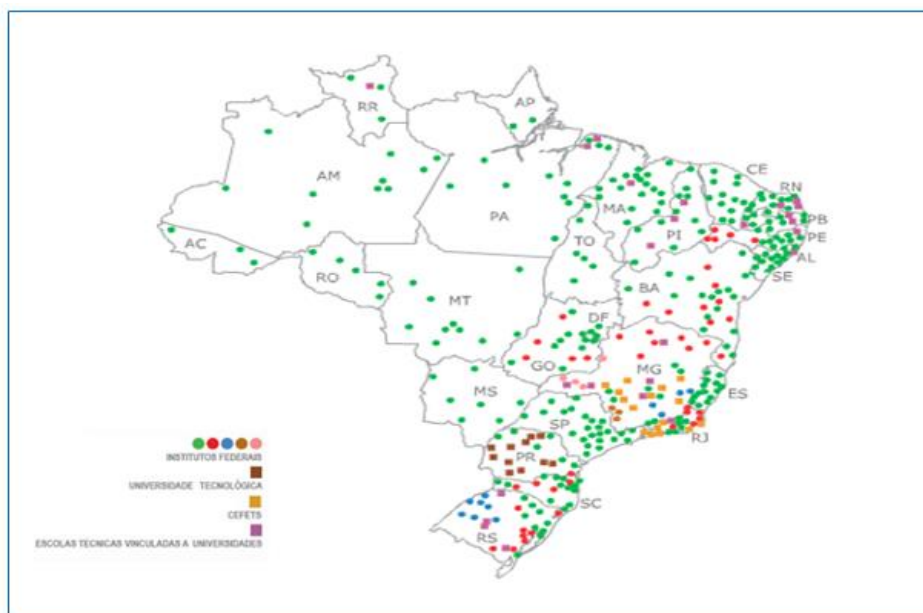 RR
AP
AM
PA
MA
CE
RN
PB
PE
AL
SE
PI
TO
AC
RO
MT
BA
DF
GO
MG
ES
MS
SP
RJ
PR
SC
RS
INSTITUTOS FEDERAIS
UNIVERSIDADE TECNOLÓGICA
CEFETS
ESCOLAS TECNICAS VINCULADAS A UNIVERSIDADES